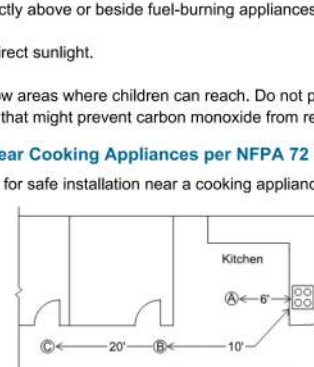 ctly above or beside fuel-burning appliances
irect sunlight.
ow areas where children can reach. Do not p
that might prevent carbon monoxide from re
ear Cooking Appliances per NFPA 72
for safe installation near a cooking applianc
Kitchen
A 6'
C 20' B 10'